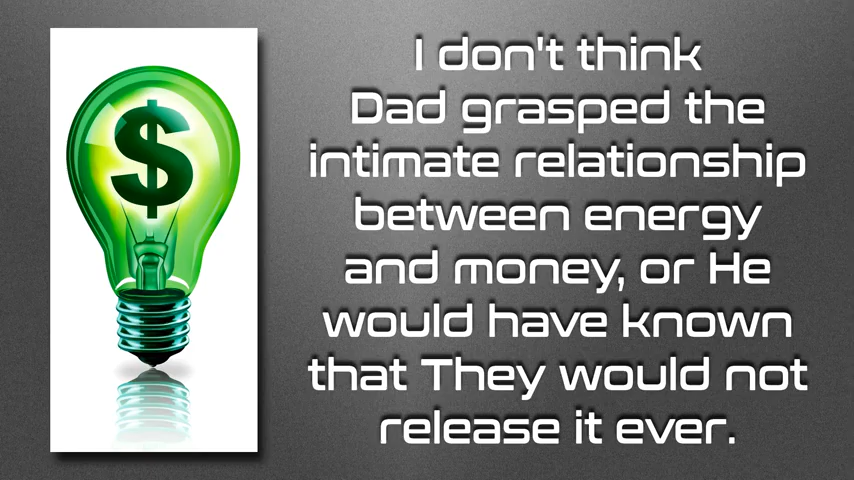 $
I don't think
Dad grasped the
intimate relationship
between energy
and money, or He
would have known
that They would not
release it ever.